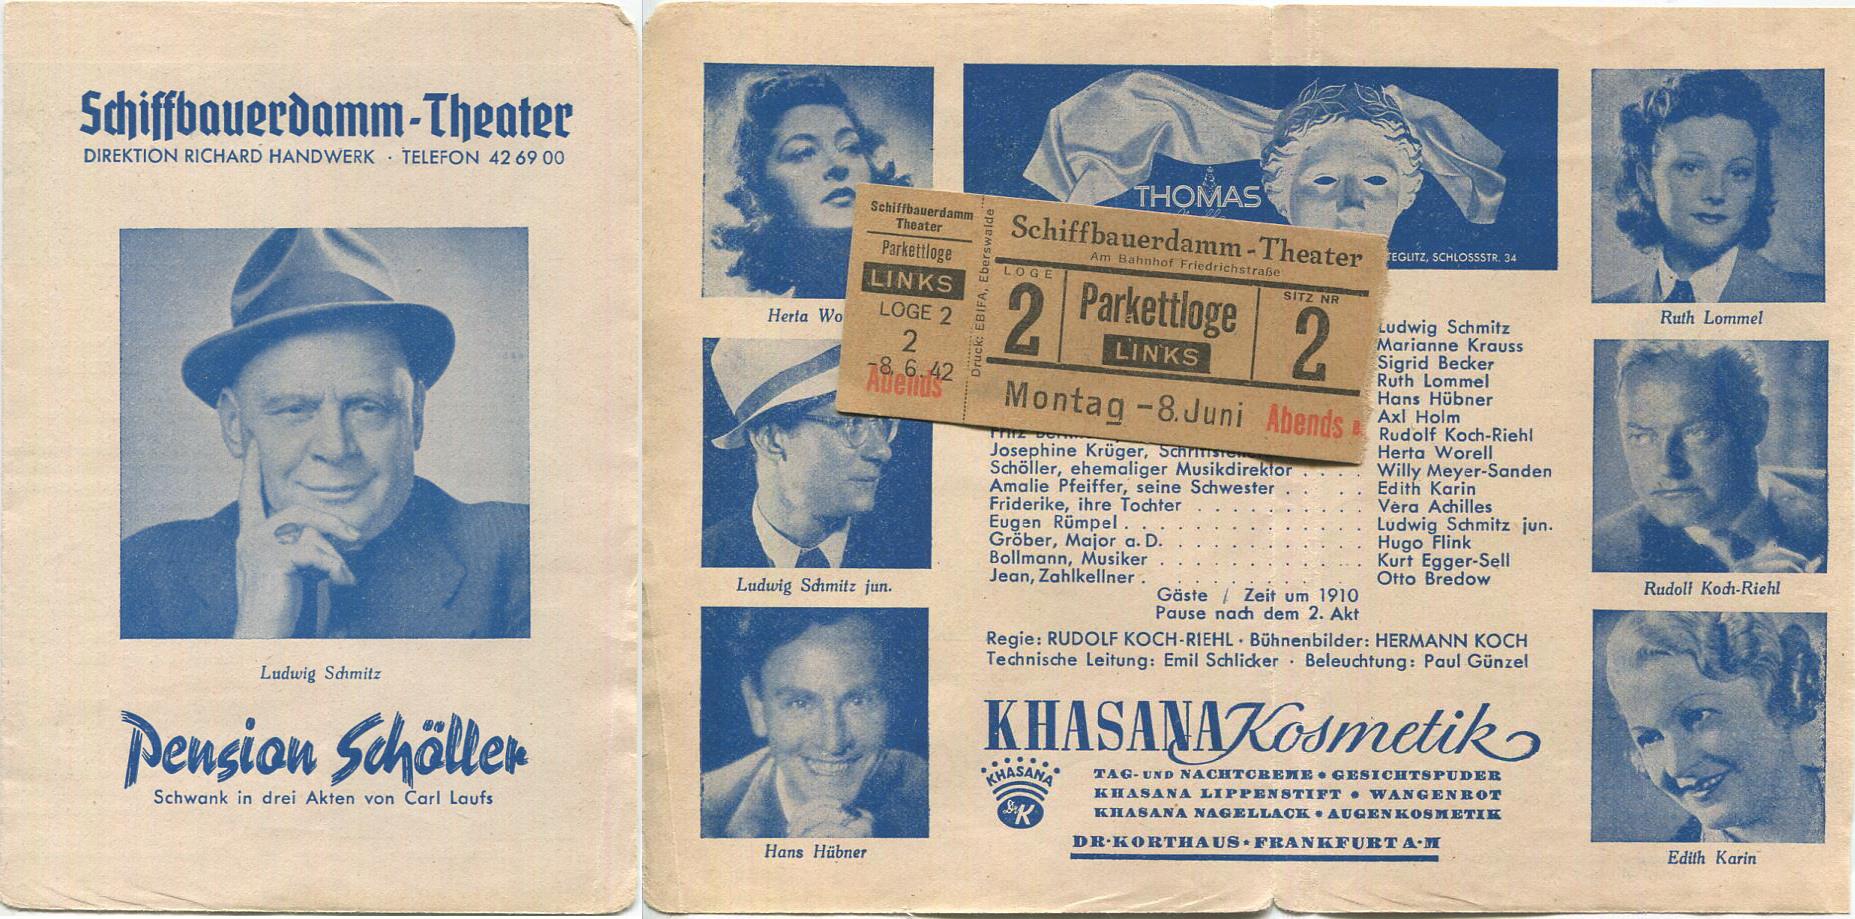 Schiffbauerdamm-Theater
DIREKTION RICHARD HANDWERK · TELEFON 42 69 00
Ludwig Schmitz
Pension Schöller
Schwank in drei Akten von Carl Laufs
Herta Wo
Ludwig Schmitz jun.
Hans Hübner
THOMAS
TEGLITZ, SCHLOSSSTR. 34
Schiffbauerdamm
Theater
Parkettloge
LINKS
LOGE 2
2
-8. 6. 42
Abends
Druck: EBIFA, Eberswalde
Schiffbauerdamm-Theater
Am Bahnhof Friedrichstraße
LOGE
2
Parkettloge
LINKS
SITZ NR
2
Montag -8. Juni Abends
Ludwig Schmitz
Marianne Krauss
Sigrid Becker
Ruth Lommel
Hans Hübner
Axl Holm
Rudolf Koch-Riehl
Josephine Krüger, Herta Worell
Schöller, ehemaliger Musikdirektor . . . . Willy Meyer-Sanden
Amalie Pfeiffer, seine Schwester . . . . . Edith Karin
Friderike, ihre Tochter . . . . . . . . . . Vera Achilles
Eugen Rümpel . . . . . . . . . . . . . Ludwig Schmitz jun.
Gröber, Major a. D. . . . . . . . . . . . Hugo Flink
Bollmann, Musiker . . . . . . . . . . . Kurt Egger-Sell
Jean, Zahlkellner . . . . . . . . . . . . Otto Bredow
Gäste / Zeit um 1910
Pause nach dem 2. Akt
Regie: RUDOLF KOCH-RIEHL · Bühnenbilder: HERMANN KOCH
Technische Leitung: Emil Schlicker · Beleuchtung: Paul Günzel
KHASANA Kosmetik
KHASANA
Dr K
TAG- UND NACHTCREME • GESICHTSPUDER
KHASANA LIPPENSTIFT • WANGENROT
KHASANA NAGELLACK • AUGENKOSMETIK
DR·KORTHAUS • FRANKFURT A·M
Ruth Lommel
Rudolf Koch-Riehl
Edith Karin